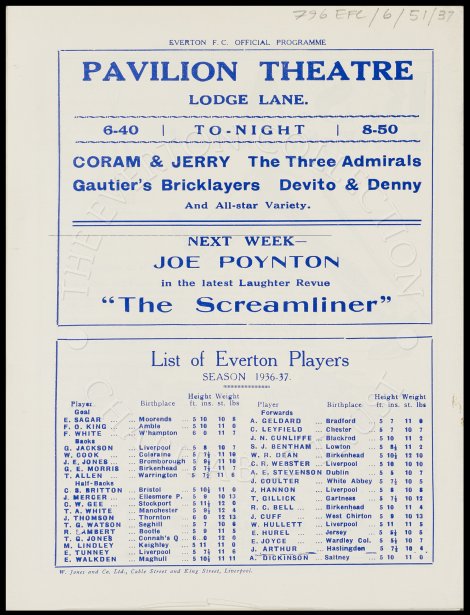 796 EFC/6/51/37
EVERTON F.C. OFFICIAL PROGRAMME
PAVILION THEATRE
LODGE LANE.
6-40 | TO-NIGHT | 8-50
CORAM & JERRY The Three Admirals
Gautier's Bricklayers Devito & Denny
And All-star Variety.
NEXT WEEK—
JOE POYNTON
in the latest Laughter Revue
"The Screamliner"
List of Everton Players
SEASON 1936-37.
Player Birthplace Height ft. ins. Weight st. lbs
Goal
E. SAGAR ... Moorends ... 5 10 10 6
F. O. KING ... Ambla ... 5 10 11 0
F. WHITE ... W'hampton 6 0 11 7
Backs
G. JACKSON ... Liverpool ... 5 8 10 7
W. COOK ... Coleraine ... 5 7½ 11 10
J. E. JONES ... Bromborough 5 9½ 11
G. E. MORRIS ... Birkenhead ... 5 7½ 11 7
T. ALLEN ... Warrington 5 7½ 11
Half-Backs
C. S. BRITTON ... Bristol ... 5 10½ 11 0
J. MERCER ... Ellesmere P. 5 9 10 13
C. W. GEE ... Stockport ... 5 11½ 12 0
T. A. WHITE ... Manchester 5 9½ 12 4
J. THOMSON ... Thornton ... 6 0 12 13
T. G. WATSON ... Seghill ... 5 7 10 6
R. LAMBERT ... Bootle ... 5 9 11 5
T. G. JONES ... Connah's Q ... 6 0 12 0
M. LINDLEY ... Keighley ... 5 11 11 0
E. TUNNEY ... Liverpool ... 5 7½ 11 6
E. WALKDEN ... Maghull ... 5 10½ 11 11
Player Birthplace Height ft. ins. Weight st. lbs
Forwards
A. GELDARD ... Bradford ... 5 7 11 0
C. LEYFIELD ... Chester ... 5 7 10 7
J. N. CUNLIFFE ... Blackrod ... 5 10 11 2
S. J. BENTHAM ... Lowton ... 5 8½ 11 2
W. R. DEAN ... Birkenhead ... 5 10½ 12 10
C. R. WEBSTER ... Liverpool ... 5 10 10 10
A. E. STEVENSON Dublin ... 5 5 10 7
J. COULTER ... White Abbey 5 7½ 10 5
J. HANNON ... Liverpool ... 5 8 10 5
T. GILLICK ... Gartness ... 5 7½ 10 12
R. C. BELL ... Birkenhead 5 10 11 4
J. CUFF ... West Chirton 5 9 10 13
W. HULLETT ... Liverpool ... 5 11 11 5
E. HUREL ... Jersey ... 5 8½ 10 5
E. JOYCE ... Wardley Col. 5 8½ 10 7
J. ARTHUR ... Haslingden ... 5 7½ 10 4
A. DICKINSON ... Saltney ... 5 10 11 0
W. Jones and Co. Ltd., Cable Street and King Street, Liverpool.
THE EVERTON COLLECTION